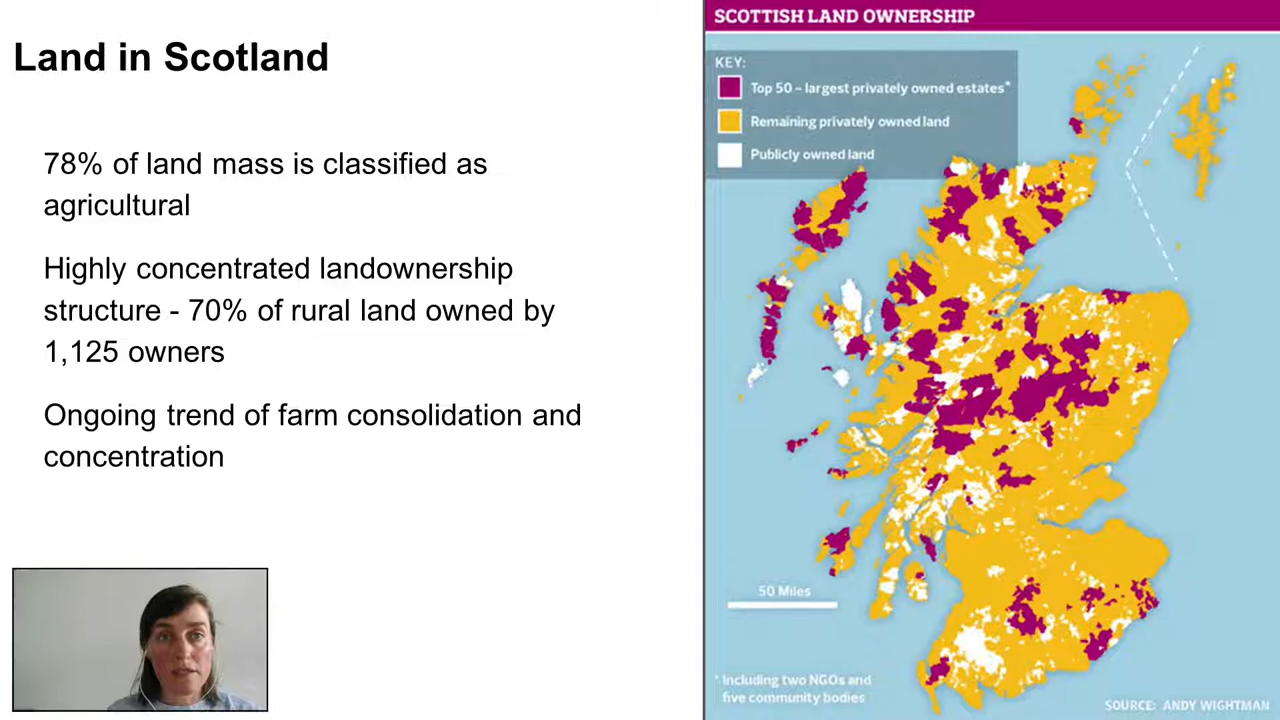 Land in Scotland
78% of land mass is classified as
agricultural
Highly concentrated landownership
structure - 70% of rural land owned by
1,125 owners
Ongoing trend of farm consolidation and
concentration
SCOTTISH LAND OWNERSHIP
KEY:
Top 50 – largest privately owned estates*
Remaining privately owned land
Publicly owned land
50 Miles
* Including two NGOs and
five community bodies
SOURCE: ANDY WIGHTMAN